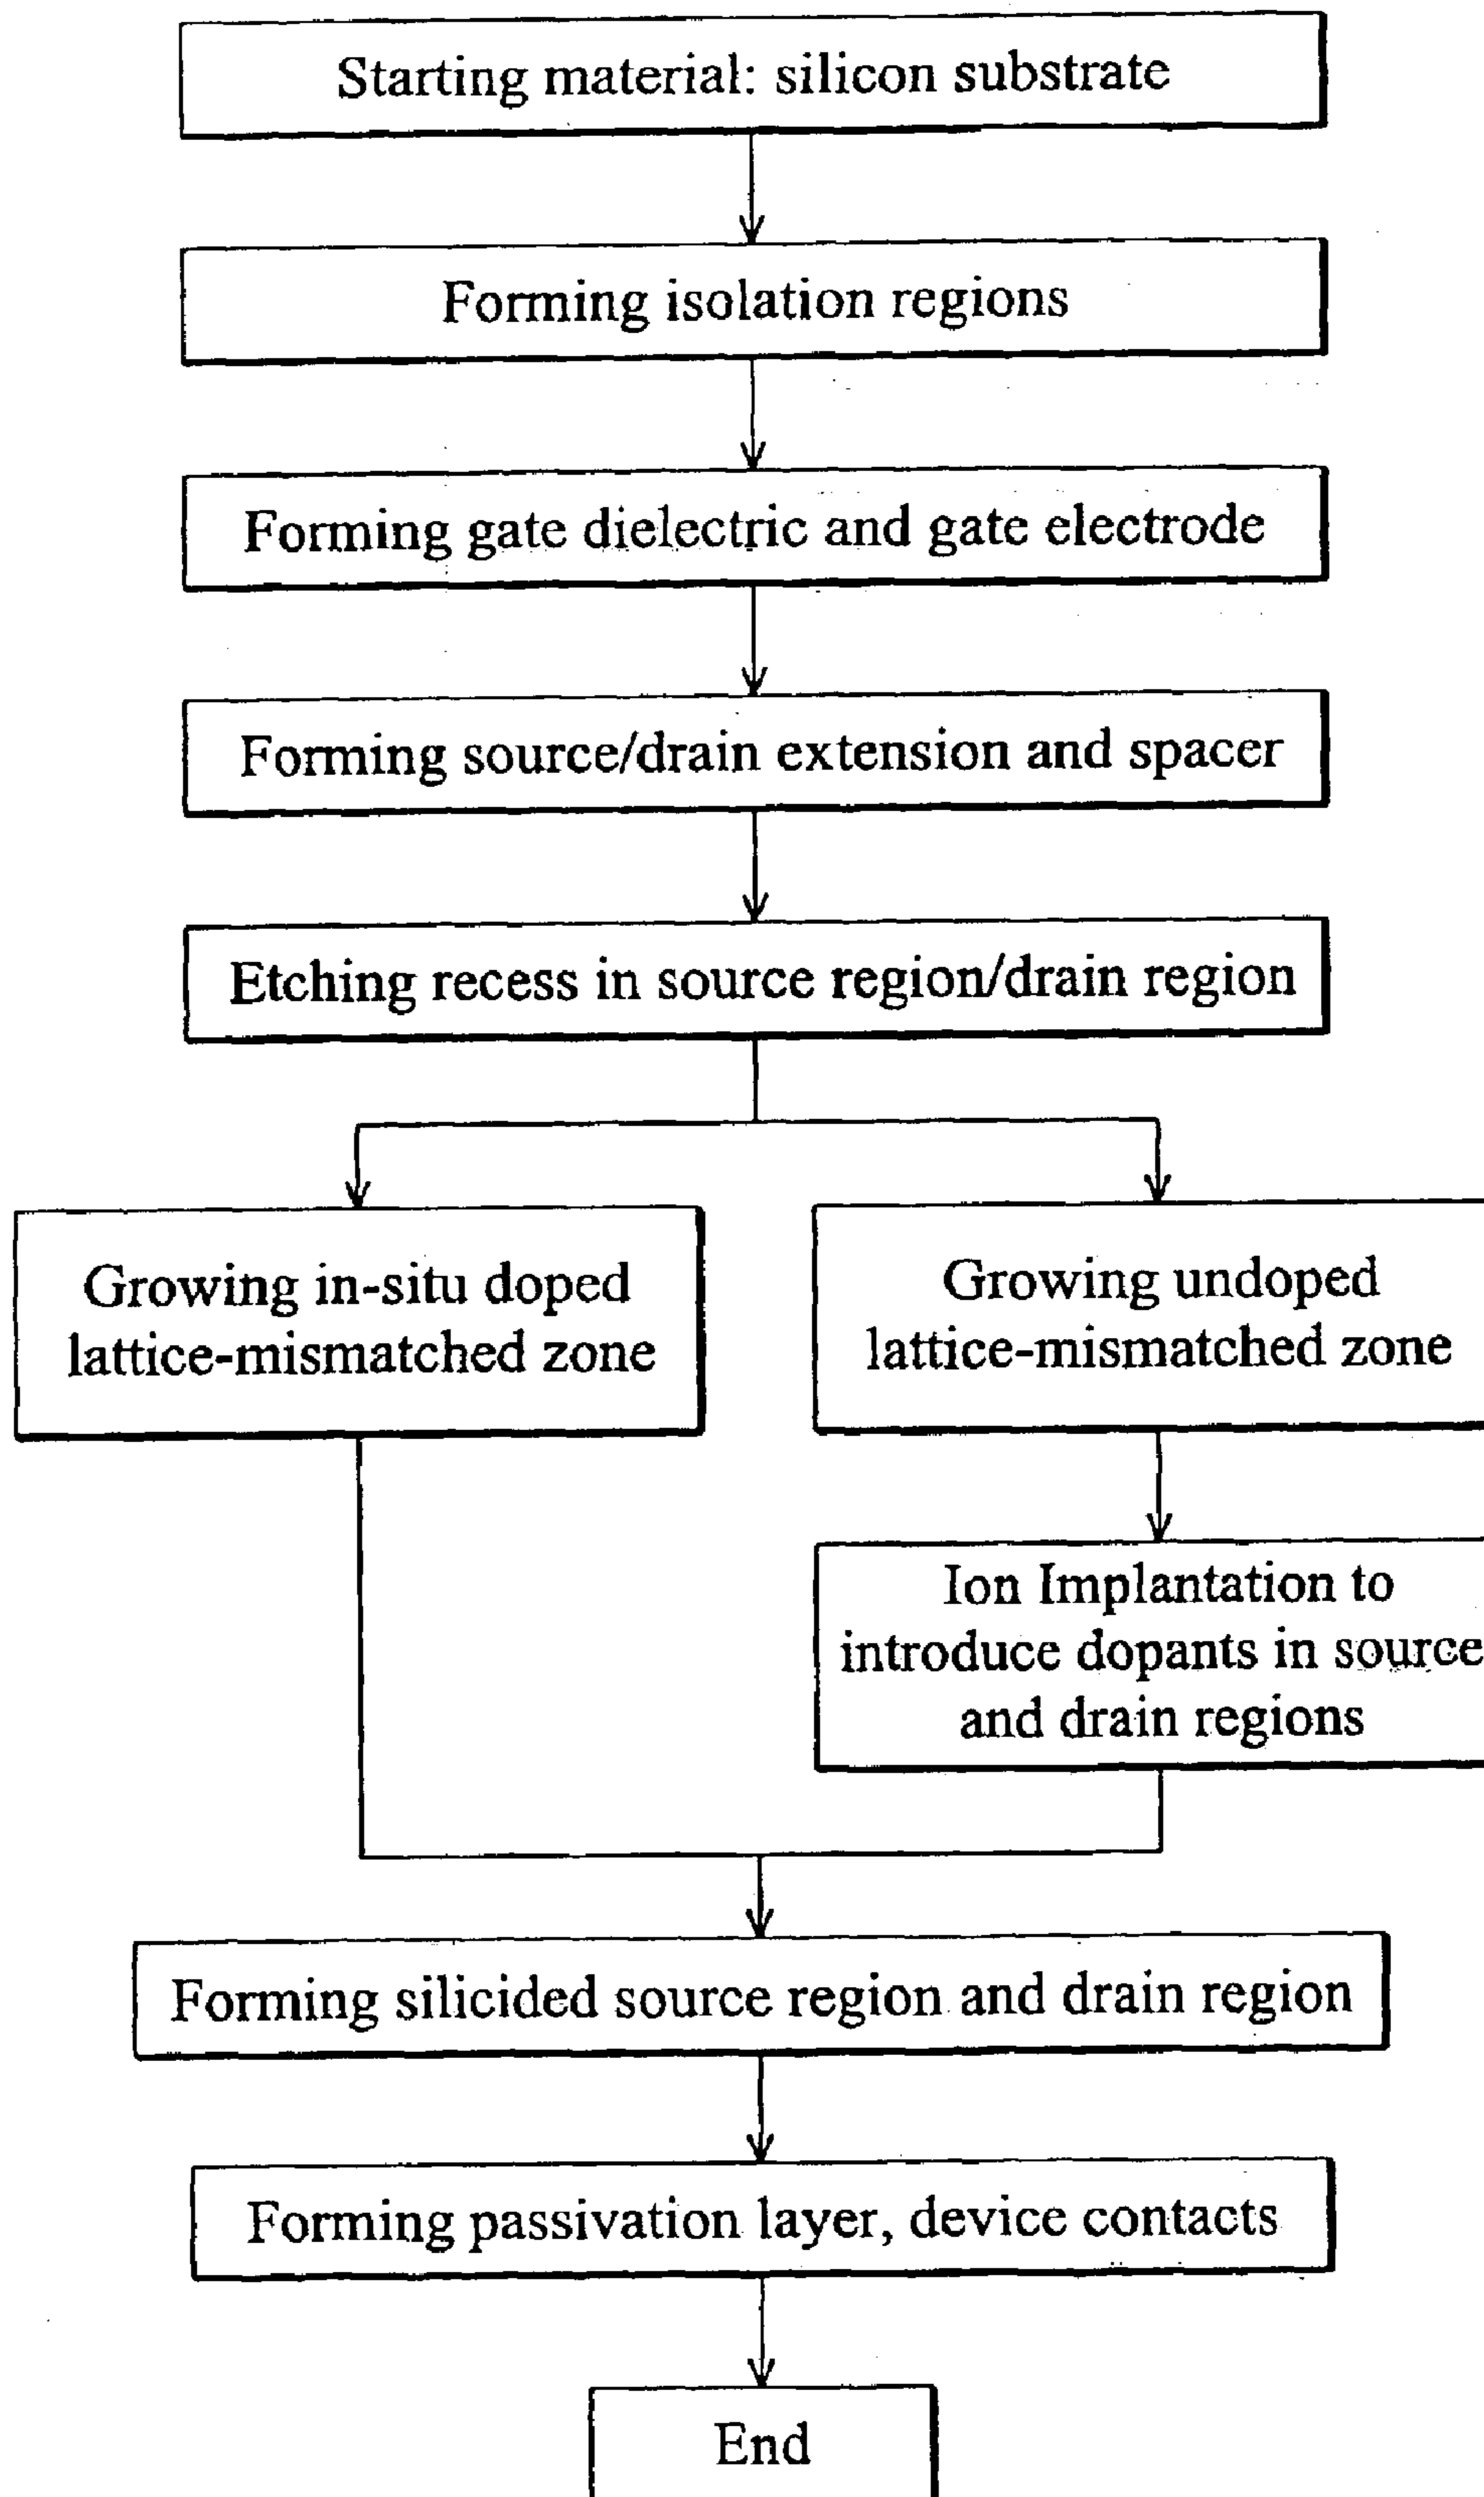 Starting material: silicon substrate
Forming isolation regions
Forming gate dielectric and gate electrode
Forming source/drain extension and spacer
Etching recess in source region/drain region
Growing in-situ doped
lattice-mismatched zone
Growing undoped
lattice-mismatched zone
Ion Implantation to
introduce dopants in source
and drain regions
Forming silicided source region and drain region
Forming passivation layer, device contacts
End